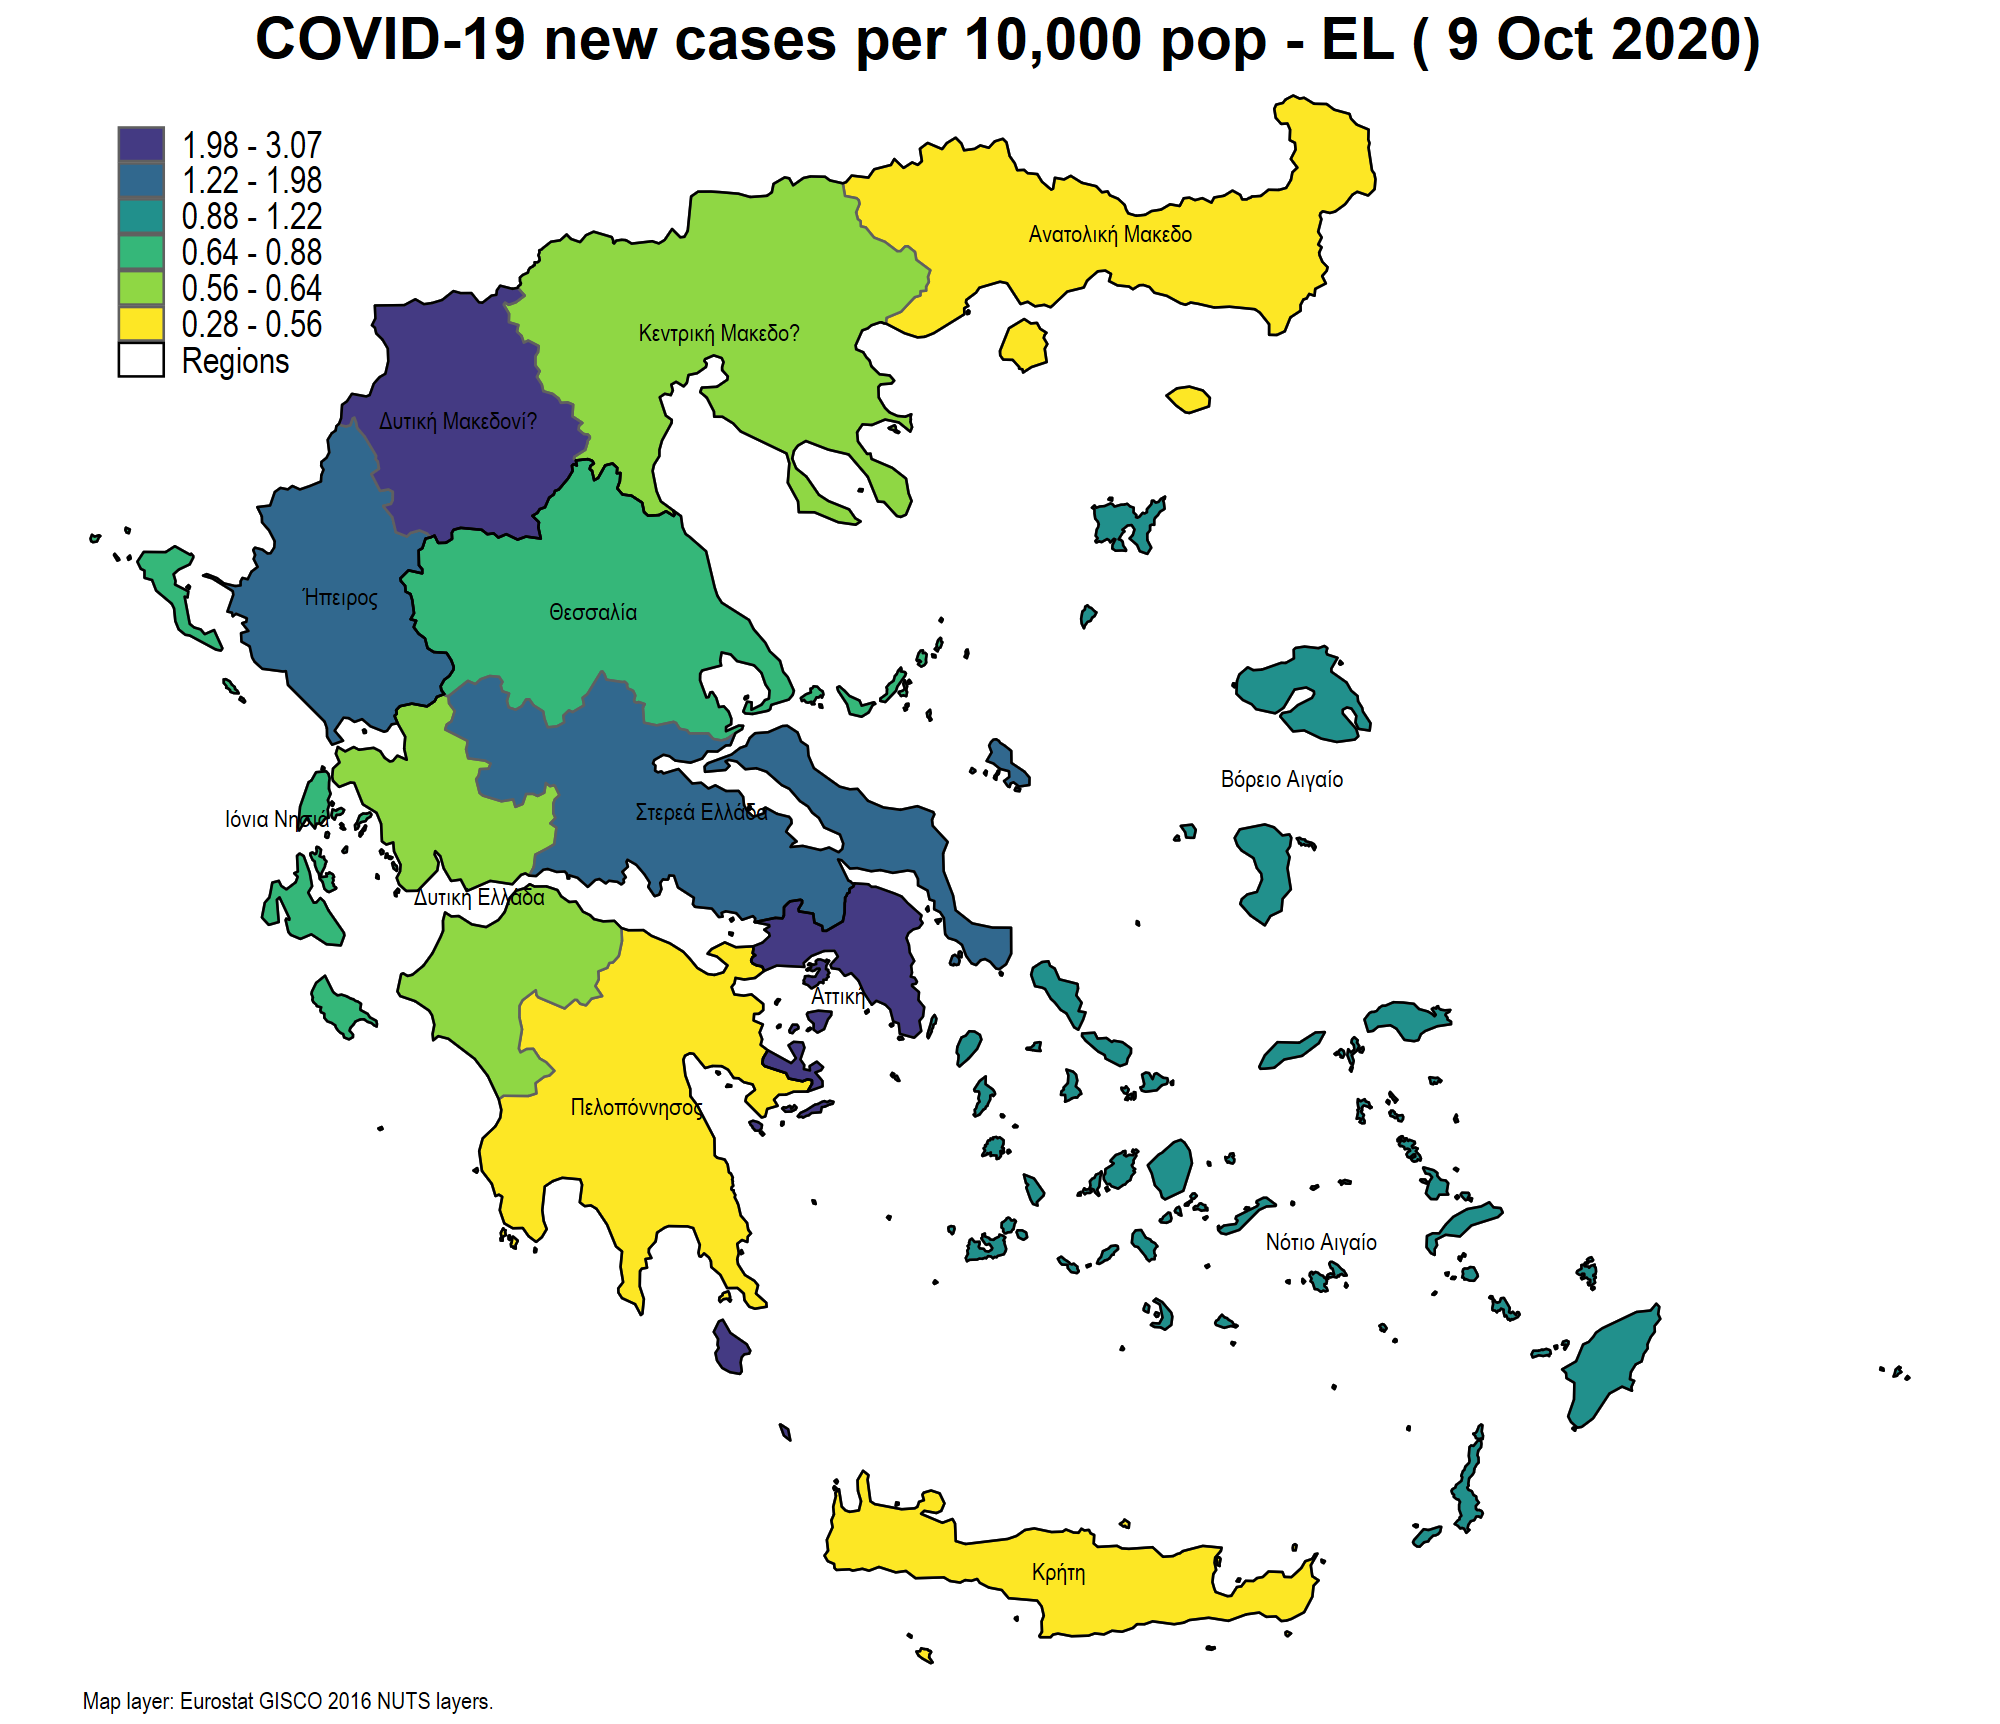 COVID-19 new cases per 10,000 pop - EL ( 9 Oct 2020)
1.98 - 3.07
1.22 - 1.98
0.88 - 1.22
0.64 - 0.88
0.56 - 0.64
0.28 - 0.56
Regions
Ανατολική Μακεδο
Κεντρική Μακεδο?
Δυτική Μακεδονί?
Ήπειρος
Θεσσαλία
Βόρειο Αιγαίο
Στερεά Ελλάδα
Ιόνια Νησιά
Δυτική Ελλάδα
Αττική
Πελοπόννησος
Νότιο Αιγαίο
Κρήτη
Map layer: Eurostat GISCO 2016 NUTS layers.